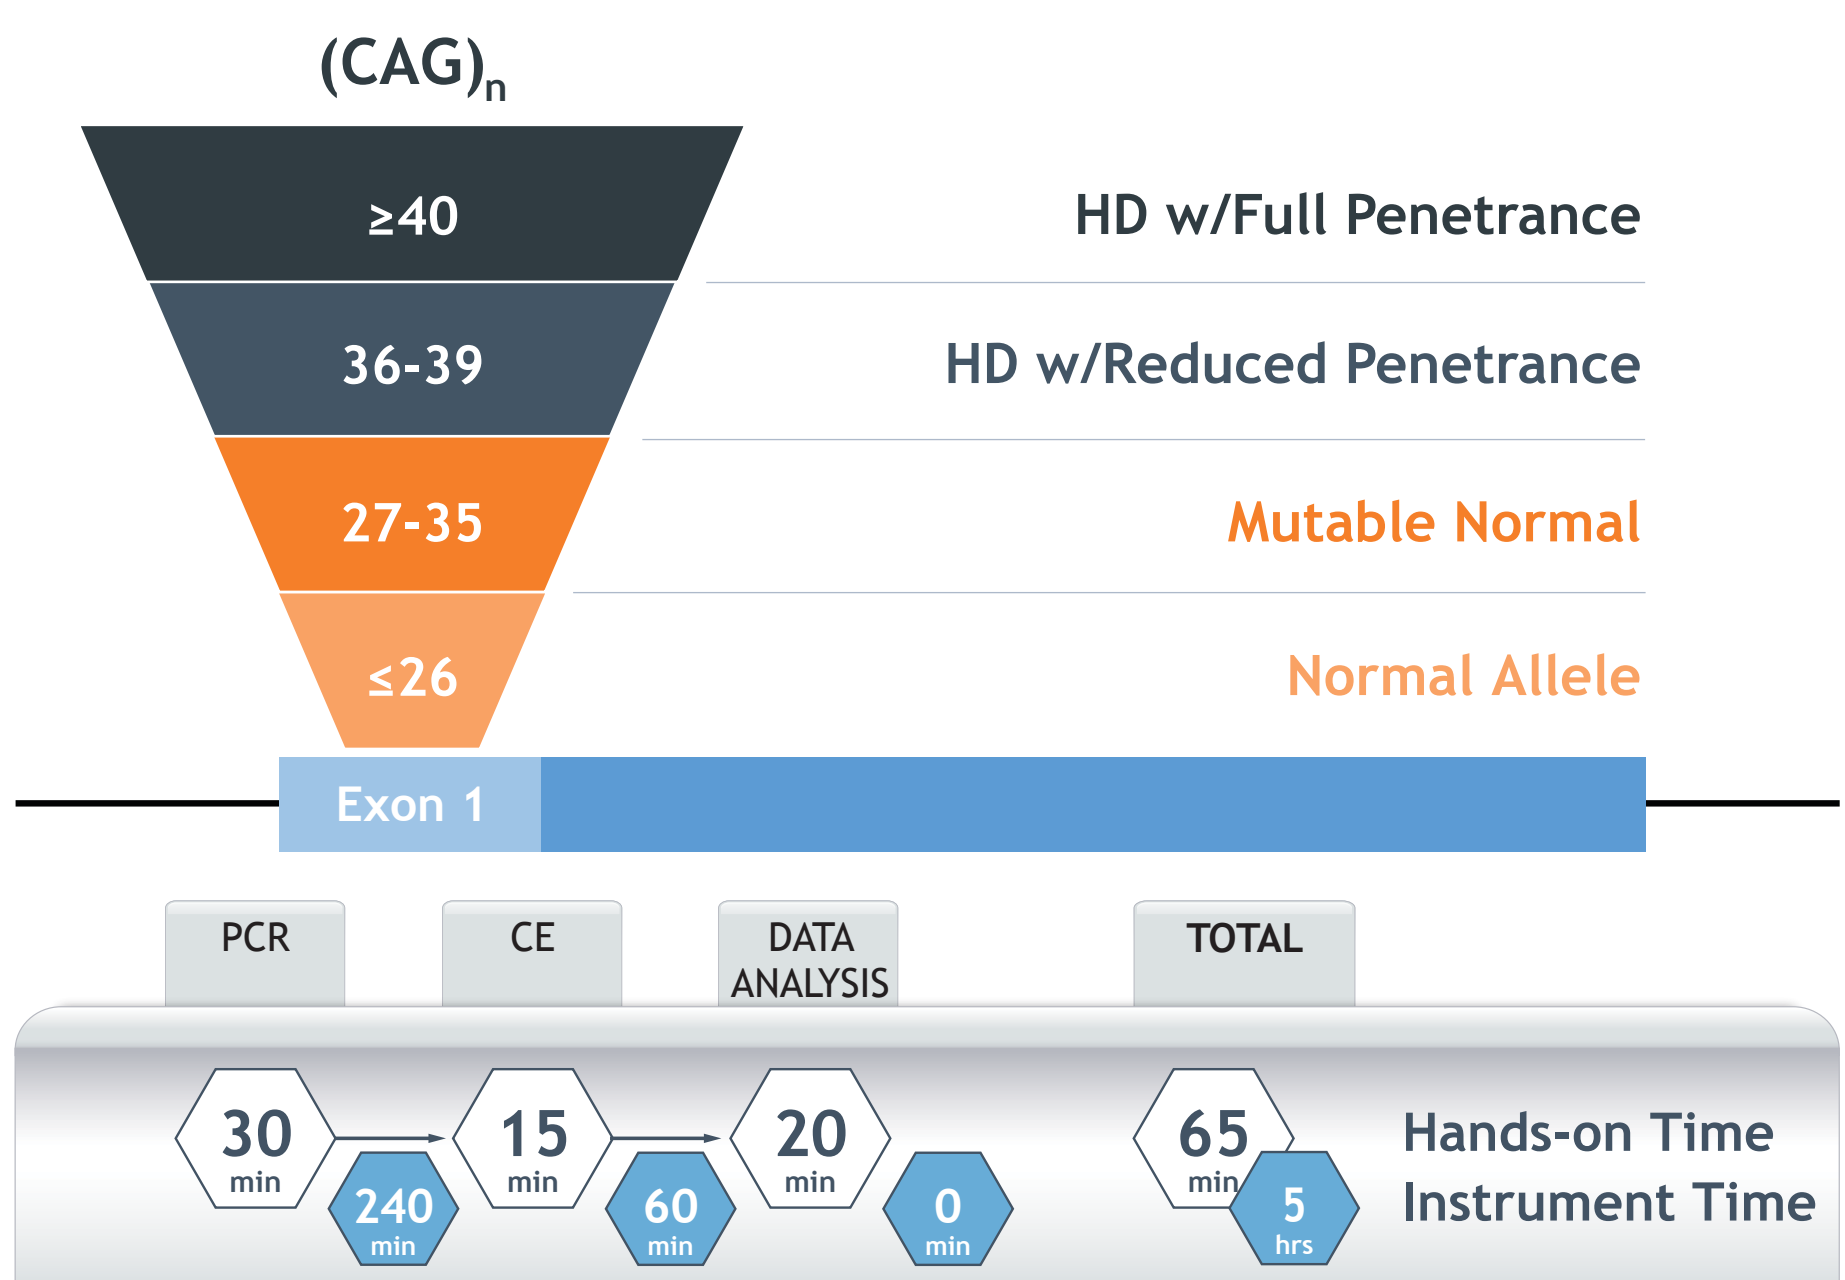 (CAG)n
≥40
HD w/Full Penetrance
36-39
HD w/Reduced Penetrance
27-35
Mutable Normal
≤26
Normal Allele
Exon 1
PCR
CE
DATA
ANALYSIS
TOTAL
30
min
240
min
15
min
60
min
20
min
0
min
65
min
5
hrs
Hands-on Time
Instrument Time